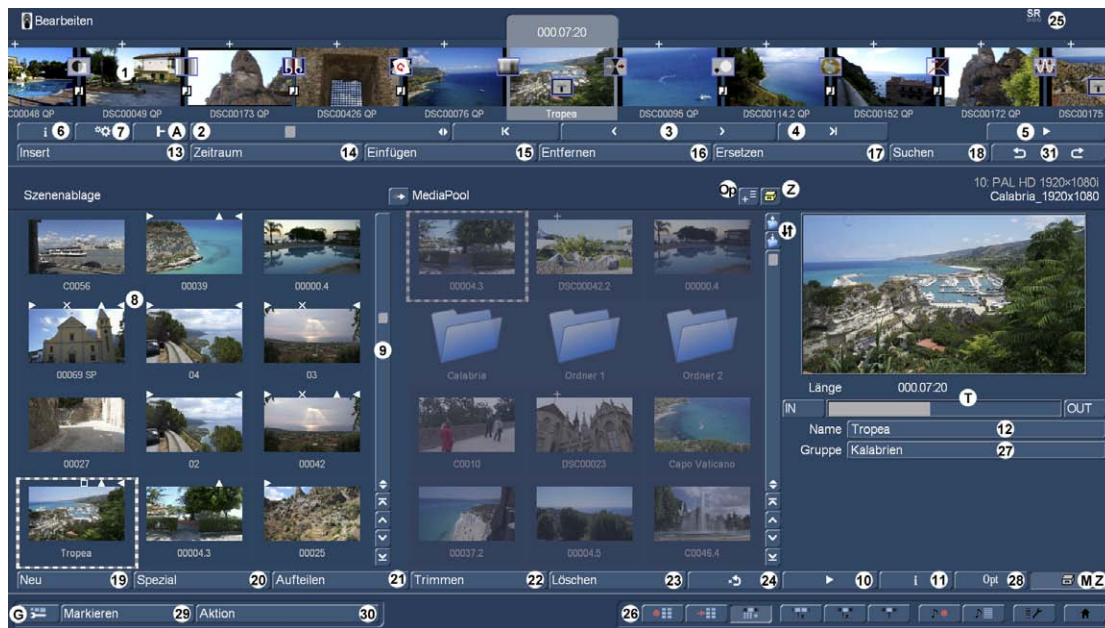 Bearbeiten
SR 25
000.07:20
1
DSC00048 QP DSC00049 QP DSC00173 QP DSC00426 QP DSC00076 QP Tropea DSC00095 QP DSC00114.2 QP DSC00152 QP DSC00172 QP DSC00175
i 6 7 A 2 K < 3 > 4 5
Insert 13 Zeitraum 14 Einfügen 15 Entfernen 16 Ersetzen 17 Suchen 18 31
10: PAL HD 1920×1080i
Szenenablage MediaPool Op Z Calabria_1920x1080
C0056 00039 00000.4 00004.3 DSC00042.2 00000.4
8
9
00069 SP 04 03 Calabria Ordner 1 Ordner 2
Länge 000.07:20
IN T OUT
Name Tropea 12
Gruppe Kalabrien 27
00027 02 00042 C0010 DSC00023 Capo Vaticano
Tropea 00004.3 00025 00037.2 00004.5 C0046.4
Neu 19 Spezial 20 Aufteilen 21 Trimmen 22 Löschen 23 24 10 i 11 Opt 28 M Z
G Markieren 29 Aktion 30 26